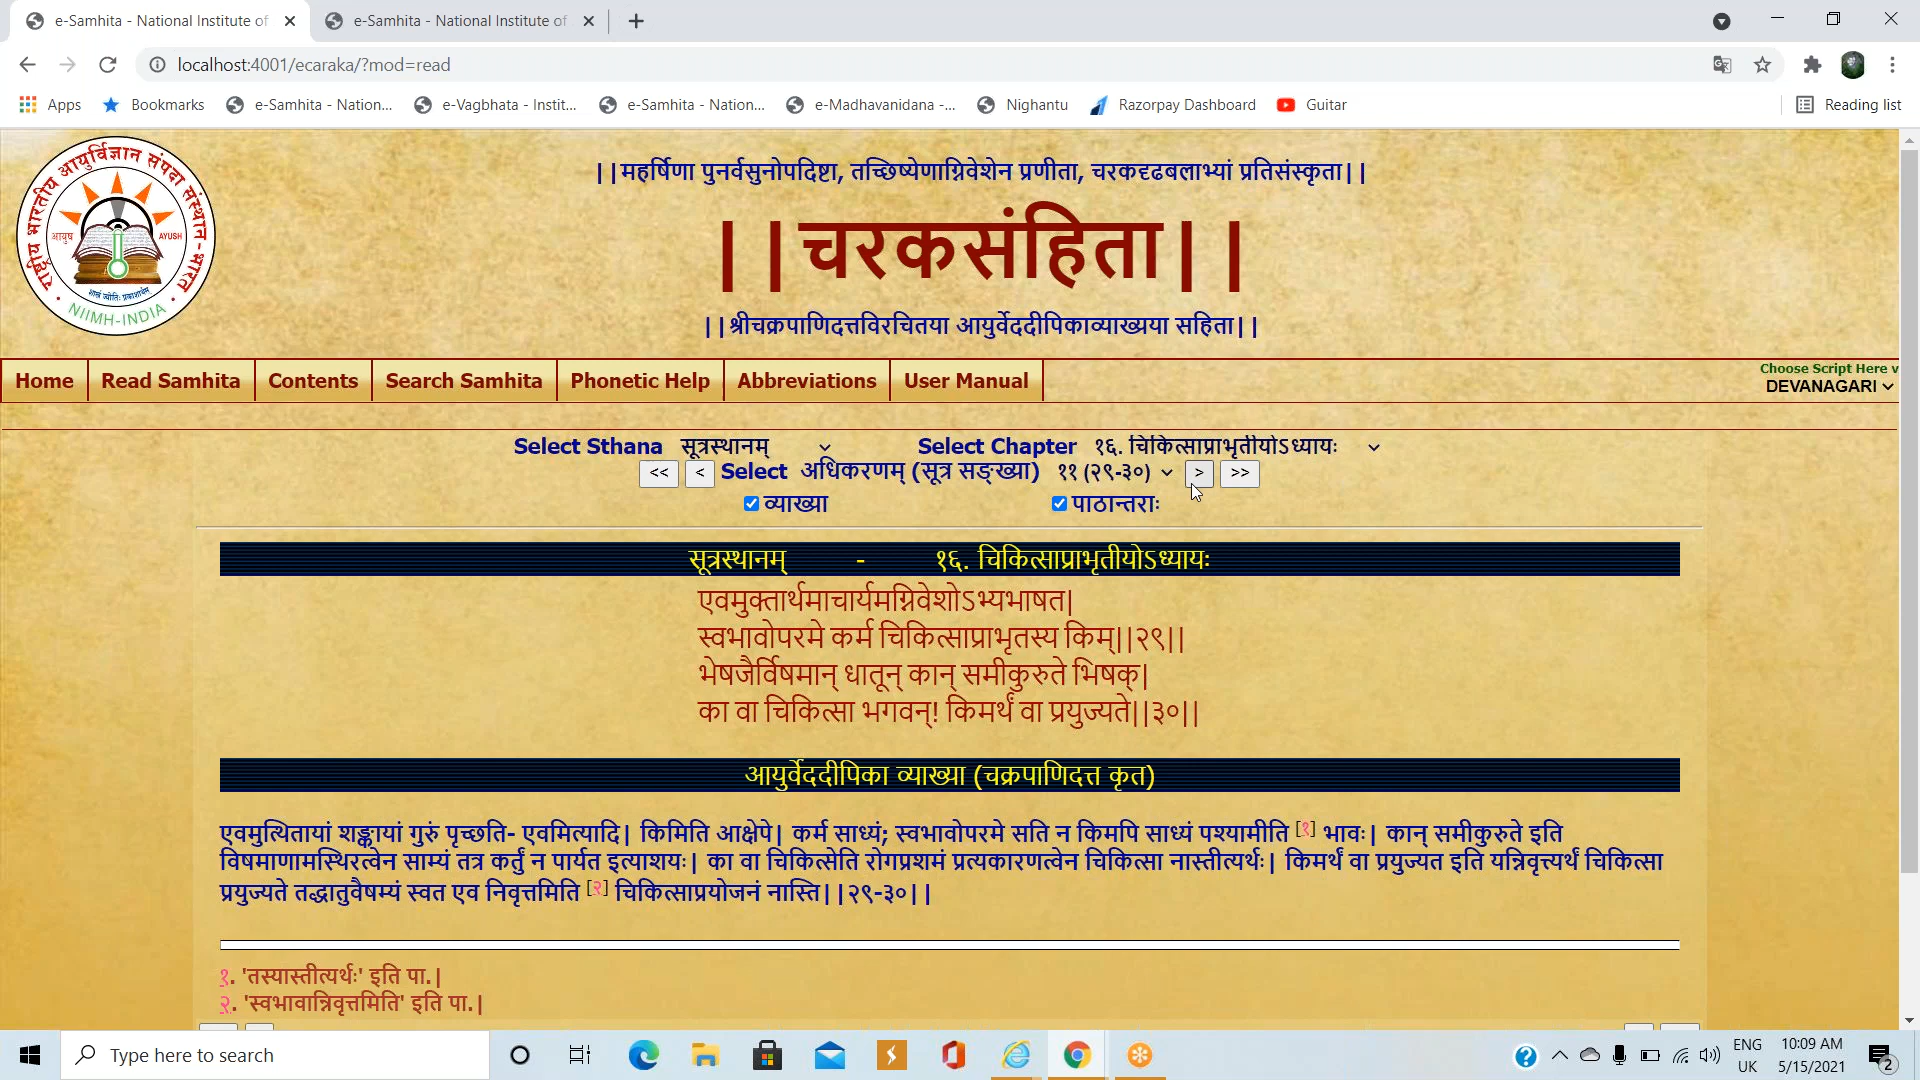 e-Samhita - National Institute of
e-Samhita - National Institute of
localhost:4001/ecaraka/?mod=read
Apps
Bookmarks
e-Samhita - Nation...
e-Vagbhata - Instit...
e-Samhita - Nation...
e-Madhavanidana -...
Nighantu
Razorpay Dashboard
Guitar
Reading list
राष्ट्रीय भारतीय आयुर्विज्ञान संपदा संस्थान - भारत
आयुष
AYUSH
NIIMH-INDIA
||महर्षिणा पुनर्वसुनोपदिष्टा, तच्छिष्येणाग्निवेशेन प्रणीता, चरकदृढबलाभ्यां प्रतिसंस्कृता||
||चरकसंहिता||
||श्रीचक्रपाणिदत्तविरचितया आयुर्वेददीपिकाव्याख्यया सहिता||
Home
Read Samhita
Contents
Search Samhita
Phonetic Help
Abbreviations
User Manual
Choose Script Here v
DEVANAGARI
Select Sthana सूत्रस्थानम् Select Chapter १६. चिकित्साप्राभृतीयोऽध्यायः
<< < Select अधिकरणम् (सूत्र सङ्ख्या) ११ (२९-३०) > >>
व्याख्या पाठान्तराः
सूत्रस्थानम् - १६. चिकित्साप्राभृतीयोऽध्यायः
एवमुक्तार्थमाचार्यमग्निवेशोऽभ्यभाषत|
स्वभावोपरमे कर्म चिकित्साप्राभृतस्य किम्||२९||
भेषजैर्विषमान् धातून् कान् समीकुरुते भिषक्|
का वा चिकित्सा भगवन्! किमर्थं वा प्रयुज्यते||३०||
आयुर्वेददीपिका व्याख्या (चक्रपाणिदत्त कृत)
एवमुत्थितायां शङ्कायां गुरुं पृच्छति- एवमित्यादि| किमिति आक्षेपे| कर्म साध्यं; स्वभावोपरमे सति न किमपि साध्यं पश्यामीति [१] भावः| कान् समीकुरुते इति
विषमाणामस्थिरत्वेन साम्यं तत्र कर्तुं न पार्यत इत्याशयः| का वा चिकित्सेति रोगप्रशमं प्रत्यकारणत्वेन चिकित्सा नास्तीत्यर्थः| किमर्थं वा प्रयुज्यत इति यन्निवृत्त्यर्थं चिकित्सा
प्रयुज्यते तद्धातुवैषम्यं स्वत एव निवृत्तमिति [२] चिकित्साप्रयोजनं नास्ति||२९-३०||
१. 'तस्यास्तीत्यर्थः' इति पा.|
२. 'स्वभावान्निवृत्तमिति' इति पा.|
Type here to search
ENG
UK
10:09 AM
5/15/2021
2